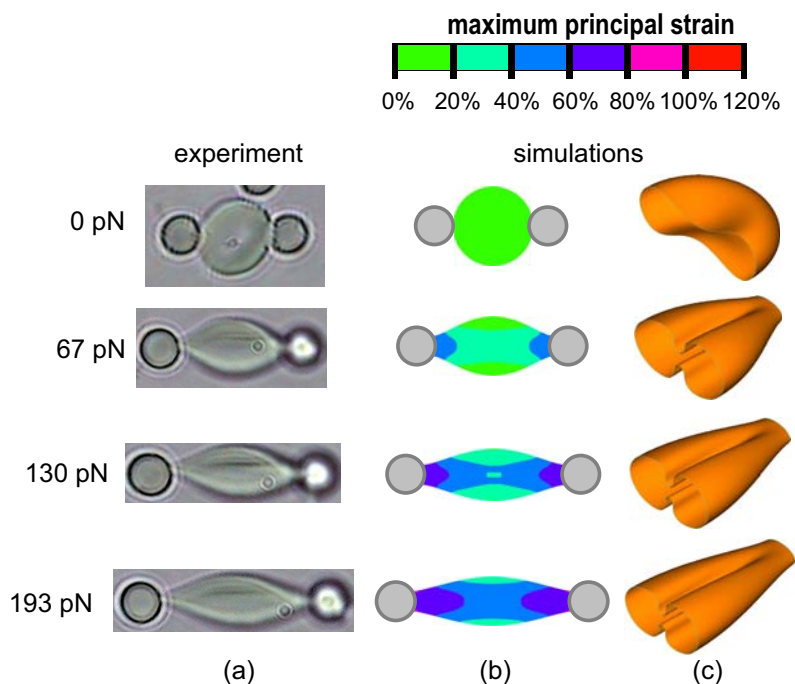 maximum principal strain
0% 20% 40% 60% 80% 100% 120%
experiment simulations
0 pN
67 pN
130 pN
193 pN
(a) (b) (c)